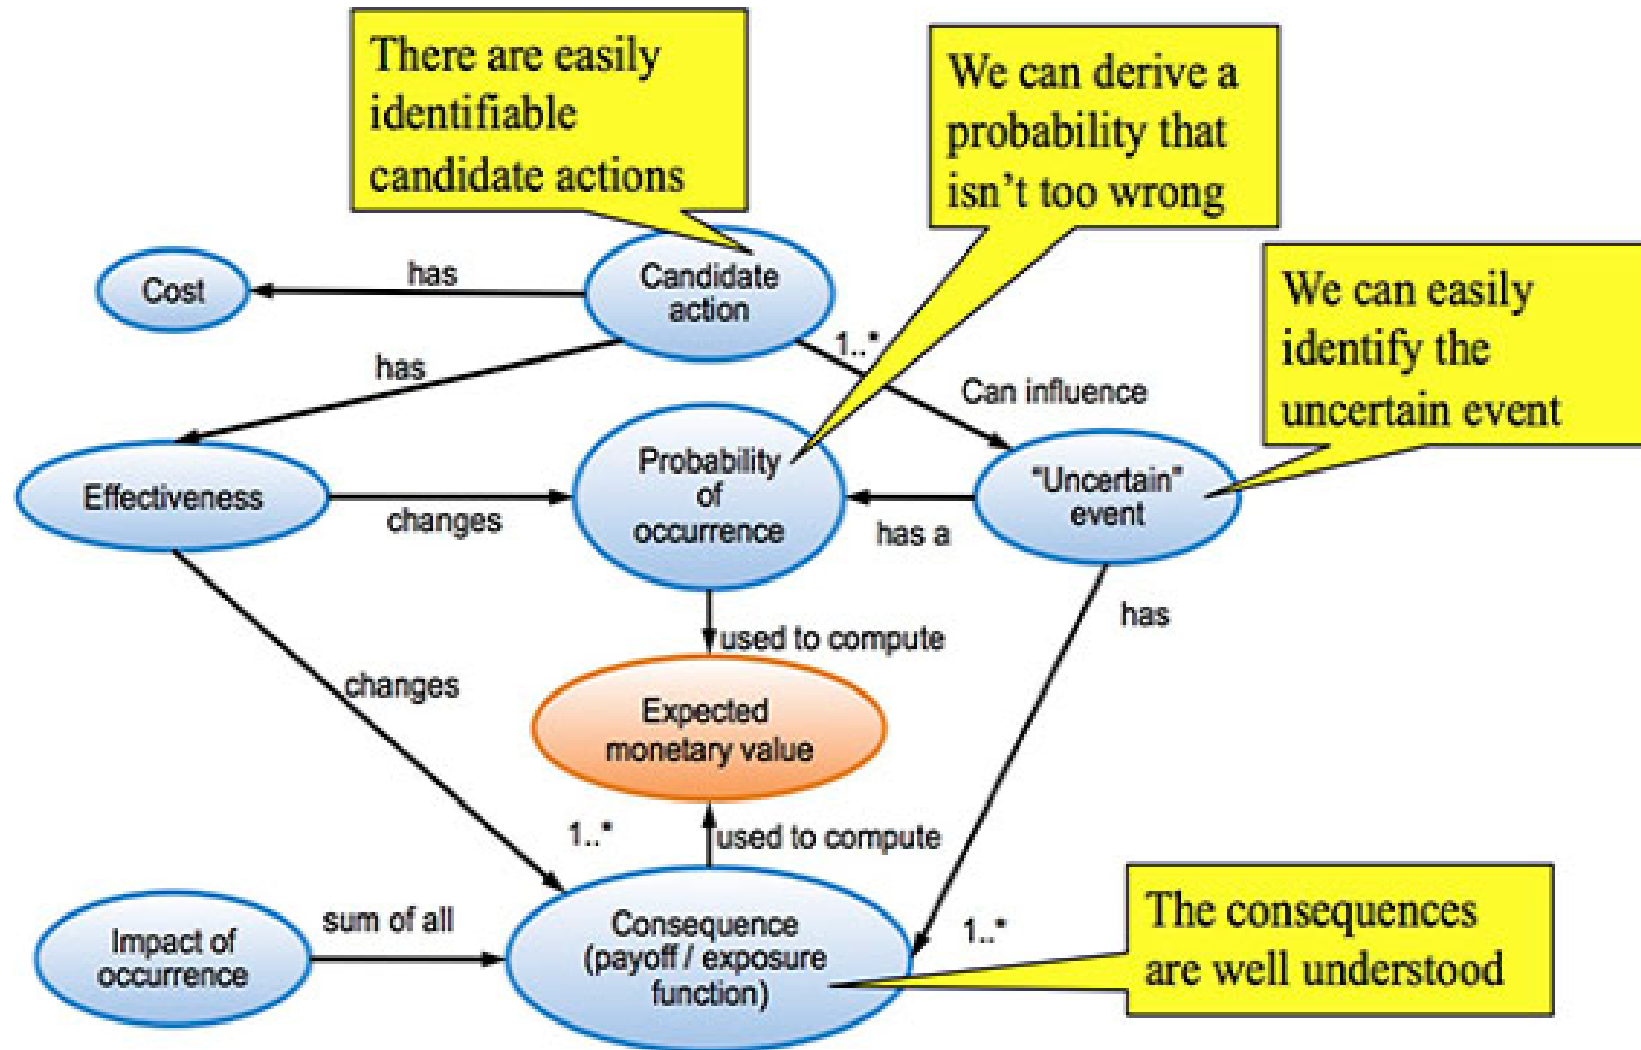 There are easily
identifiable
candidate actions
We can derive a
probability that
isn't too wrong
We can easily
identify the
uncertain event
Cost
has
Candidate
action
1..*
has
Can influence
Effectiveness
changes
Probability
of
occurrence
has a
"Uncertain"
event
has
used to compute
changes
Expected
monetary value
1..*
used to compute
Impact of
occurrence
sum of all
Consequence
(payoff / exposure
function)
1..*
The consequences
are well understood